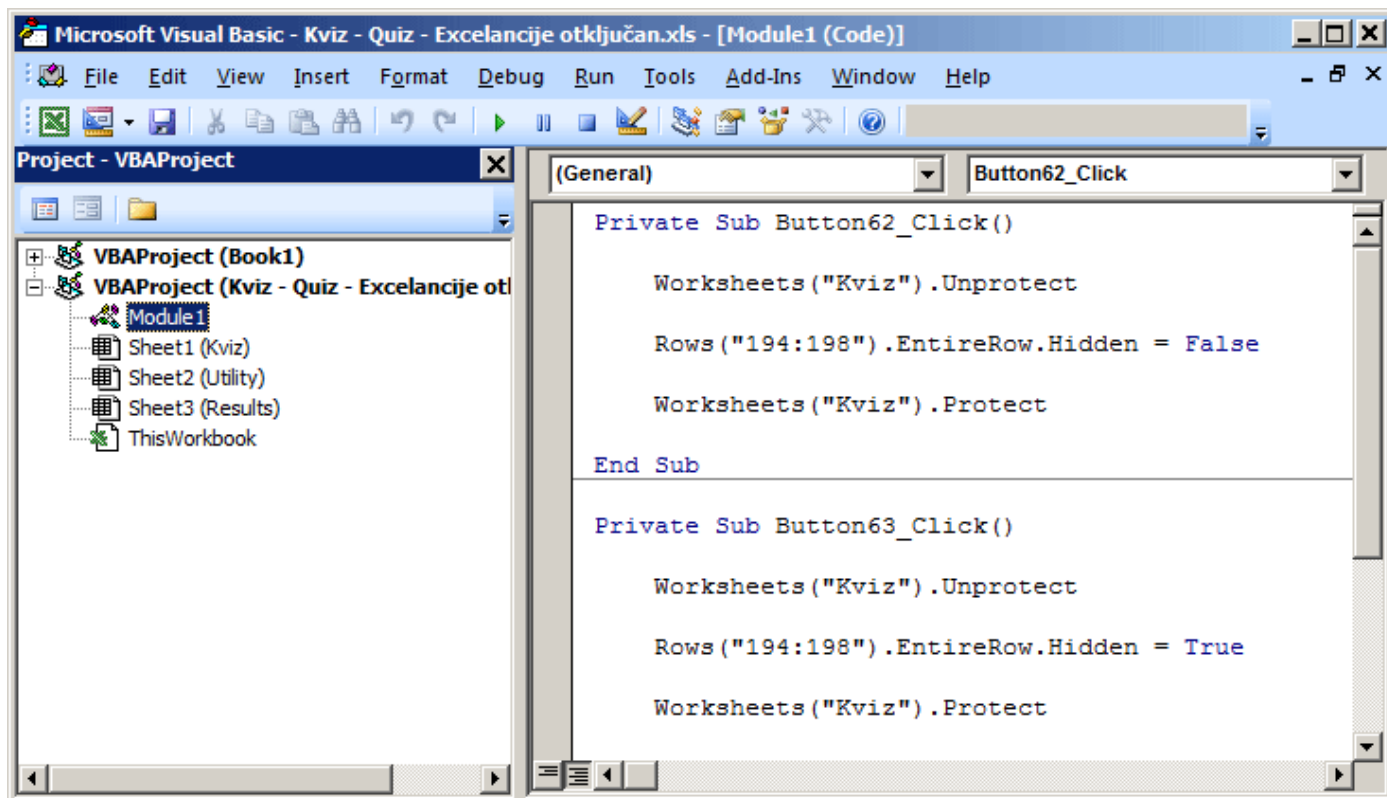 Microsoft Visual Basic - Kviz - Quiz - Excelancije otključan.xls - [Module1 (Code)]
File Edit View Insert Format Debug Run Tools Add-Ins Window Help
Project - VBAProject
VBAProject (Book1)
VBAProject (Kviz - Quiz - Excelancije otl
Module1
Sheet1 (Kviz)
Sheet2 (Utility)
Sheet3 (Results)
ThisWorkbook
(General) Button62_Click
Private Sub Button62_Click()
Worksheets("Kviz").Unprotect
Rows("194:198").EntireRow.Hidden = False
Worksheets("Kviz").Protect
End Sub
Private Sub Button63_Click()
Worksheets("Kviz").Unprotect
Rows("194:198").EntireRow.Hidden = True
Worksheets("Kviz").Protect